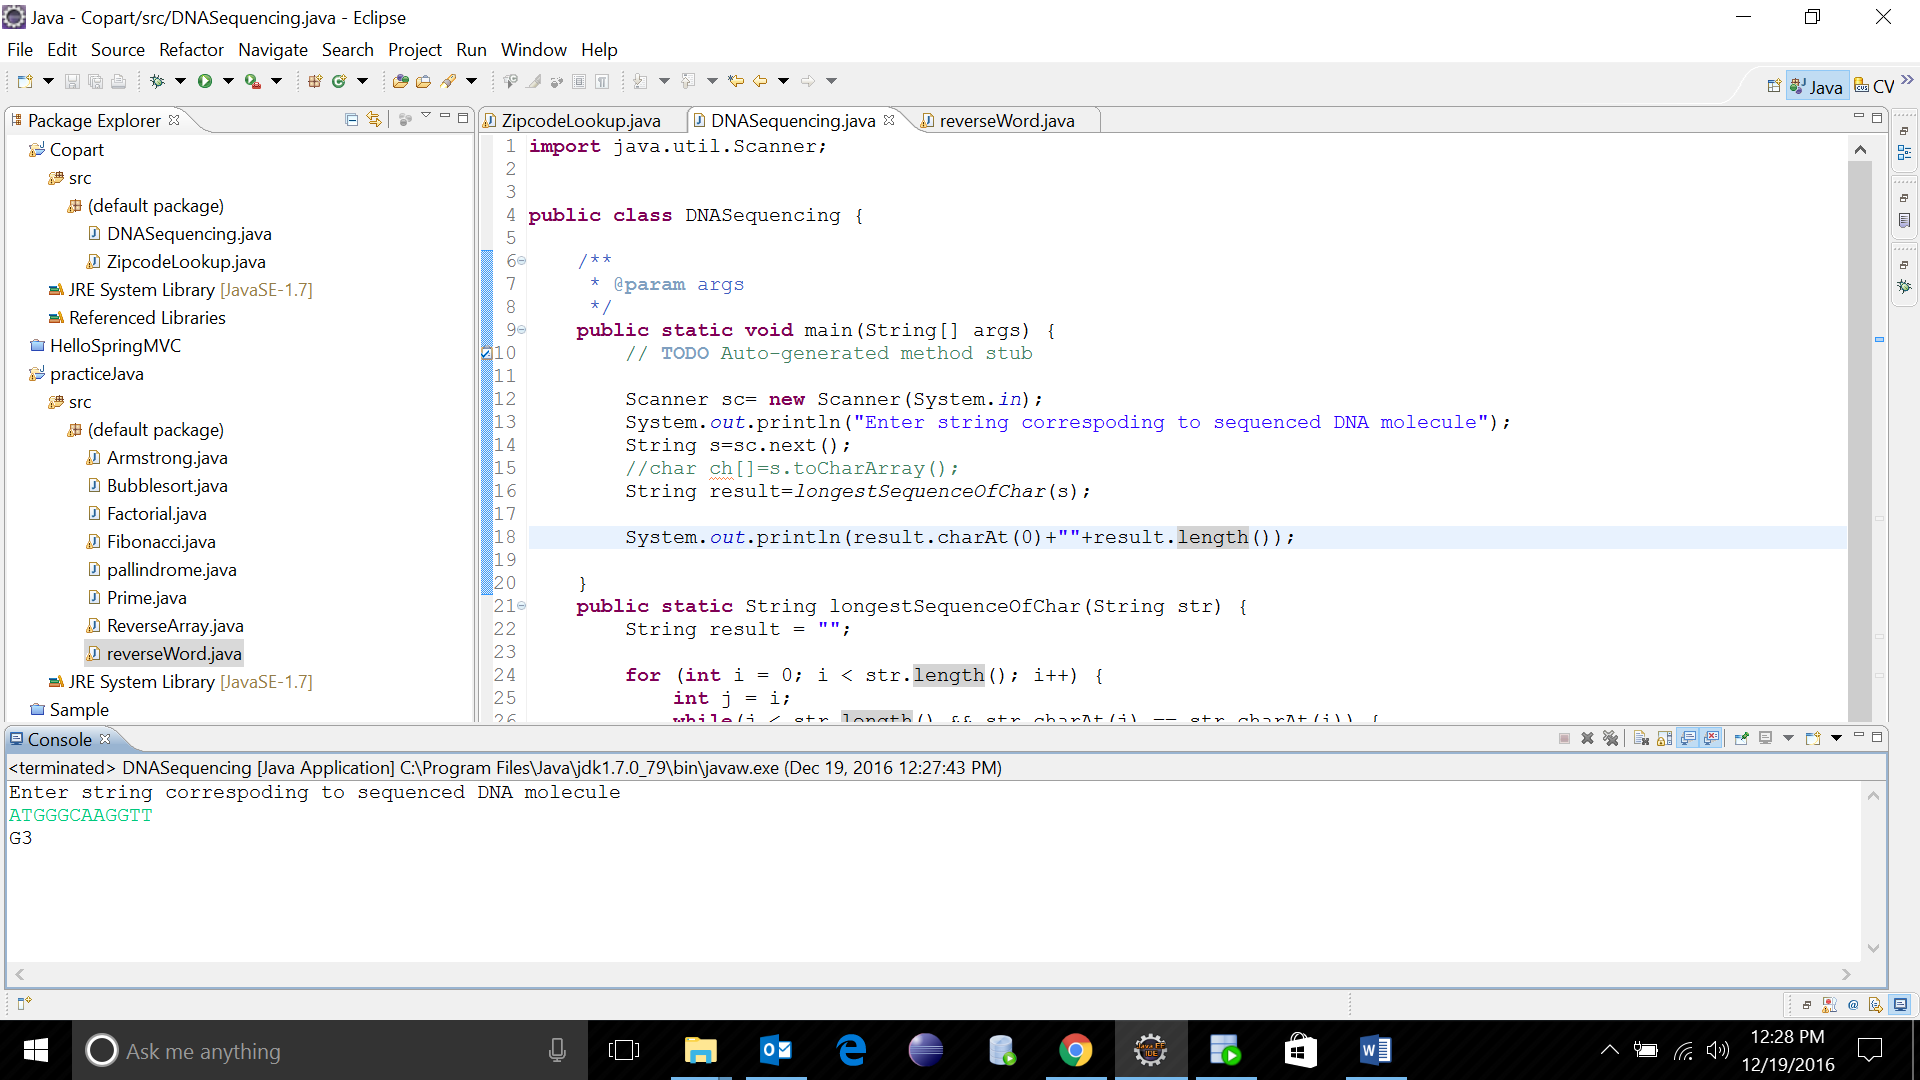 Java - Copart/src/DNASequencing.java - Eclipse
File Edit Source Refactor Navigate Search Project Run Window Help
Java CV
Package Explorer
Copart
src
(default package)
DNASequencing.java
ZipcodeLookup.java
JRE System Library [JavaSE-1.7]
Referenced Libraries
HelloSpringMVC
practiceJava
src
(default package)
Armstrong.java
Bubblesort.java
Factorial.java
Fibonacci.java
pallindrome.java
Prime.java
ReverseArray.java
reverseWord.java
JRE System Library [JavaSE-1.7]
Sample
ZipcodeLookup.java DNASequencing.java reverseWord.java
1 import java.util.Scanner;
2
3
4 public class DNASequencing {
5
6 /**
7 * @param args
8 */
9 public static void main(String[] args) {
10 // TODO Auto-generated method stub
11
12 Scanner sc= new Scanner(System.in);
13 System.out.println("Enter string correspoding to sequenced DNA molecule");
14 String s=sc.next();
15 //char ch[]=s.toCharArray();
16 String result=longestSequenceOfChar(s);
17
18 System.out.println(result.charAt(0)+""+result.length());
19
20 }
21 public static String longestSequenceOfChar(String str) {
22 String result = "";
23
24 for (int i = 0; i < str.length(); i++) {
25 int j = i;
26 while(j < str.length() && str.charAt(j) == str.charAt(i)) {
Console
<terminated> DNASequencing [Java Application] C:\Program Files\Java\jdk1.7.0_79\bin\javaw.exe (Dec 19, 2016 12:27:43 PM)
Enter string correspoding to sequenced DNA molecule
ATGGGCAAGGTT
G3
Ask me anything
12:28 PM
12/19/2016